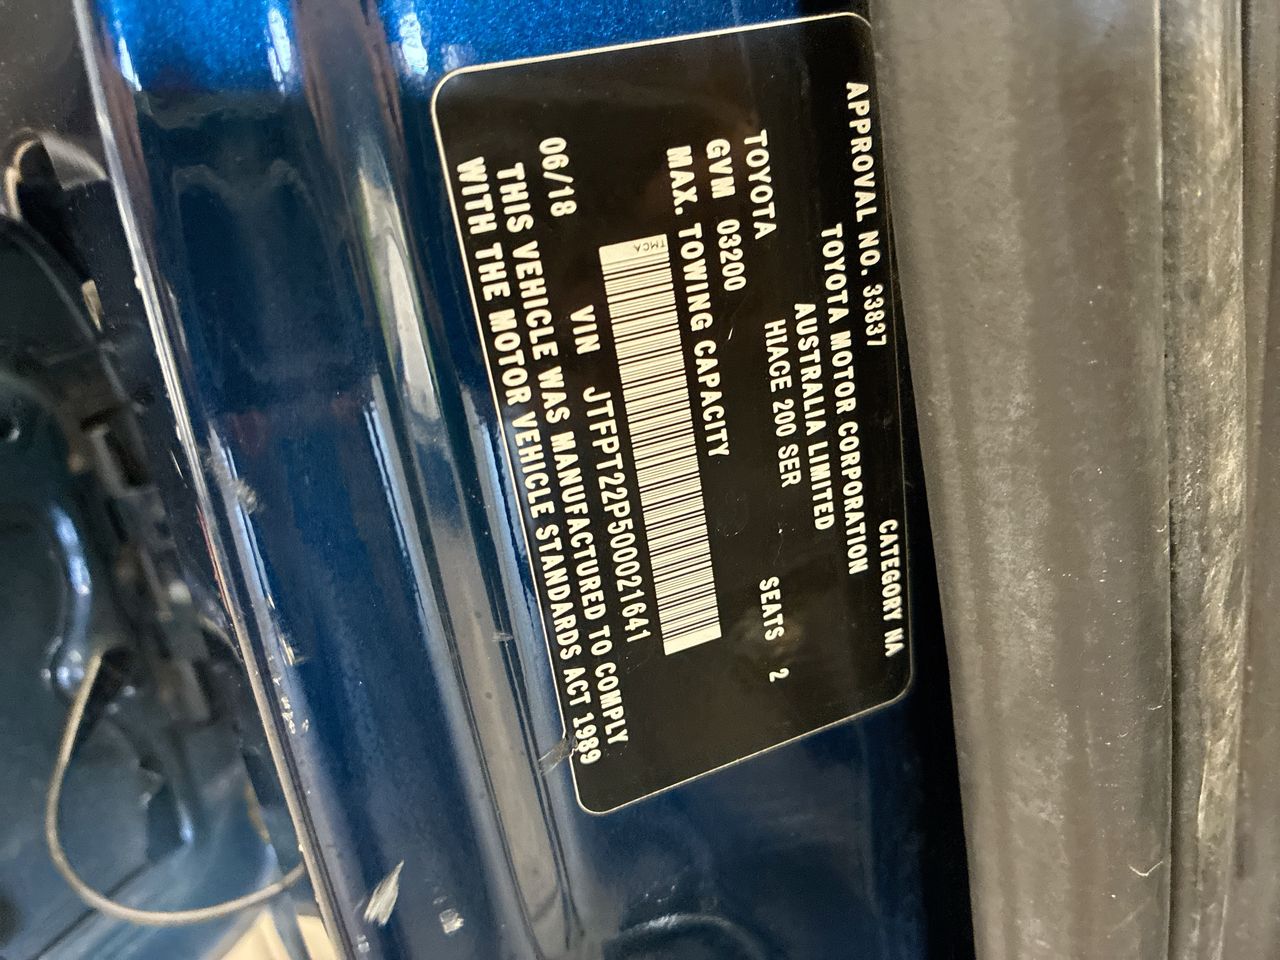 APPROVAL NO. 33837 CATEGORY NA
TOYOTA MOTOR CORPORATION
AUSTRALIA LIMITED
TOYOTA HIACE 200 SER
GVM 03200 SEATS 2
MAX. TOWING CAPACITY
TMCA
06/18 VIN JTFPT22P500021641
THIS VEHICLE WAS MANUFACTURED TO COMPLY
WITH THE MOTOR VEHICLE STANDARDS ACT 1989